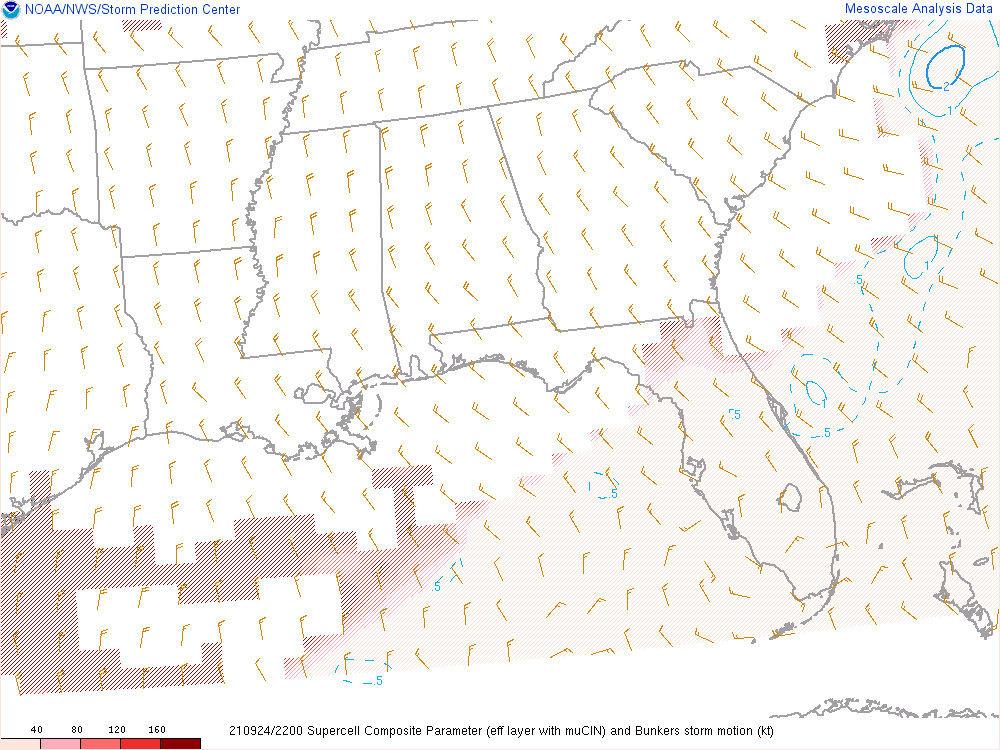 NOAA/NWS/Storm Prediction Center
Mesoscale Analysis Data
2
1
1
.5
1
.5
.5
.5
.5
.5
40 80 120 160
210924/2200 Supercell Composite Parameter (eff layer with muCIN) and Bunkers storm motion (kt)